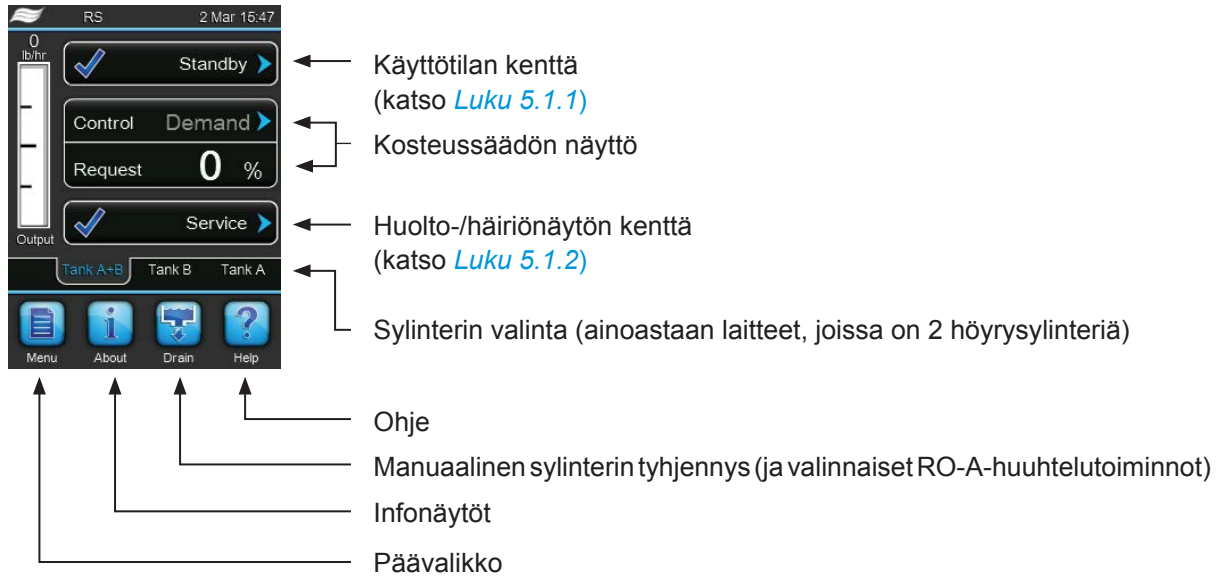 RS 2 Mar 15:47
0
lb/hr
Standby
Control Demand
Request 0 %
Service
Output
Tank A+B Tank B Tank A
Menu About Drain Help
Käyttötilan kenttä
(katso Luku 5.1.1)
Kosteussäädön näyttö
Huolto-/häiriönäytön kenttä
(katso Luku 5.1.2)
Sylinterin valinta (ainoastaan laitteet, joissa on 2 höyrysylinteriä)
Ohje
Manuaalinen sylinterin tyhjennys (ja valinnaiset RO-A-huuhtelutoiminnot)
Infonäytöt
Päävalikko